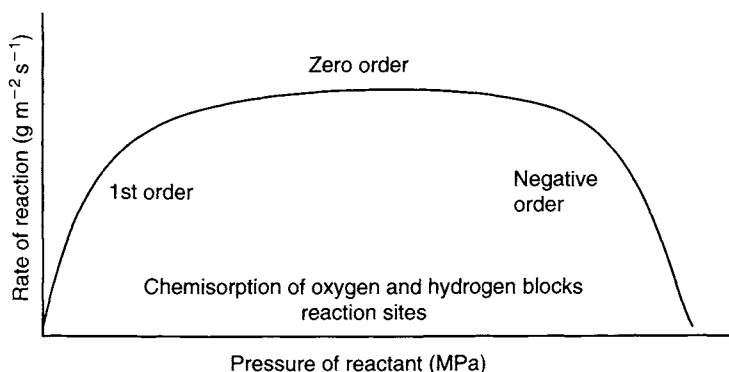 Rate of reaction (g m⁻² s⁻¹)
Zero order
1st order
Negative
order
Chemisorption of oxygen and hydrogen blocks
reaction sites
Pressure of reactant (MPa)